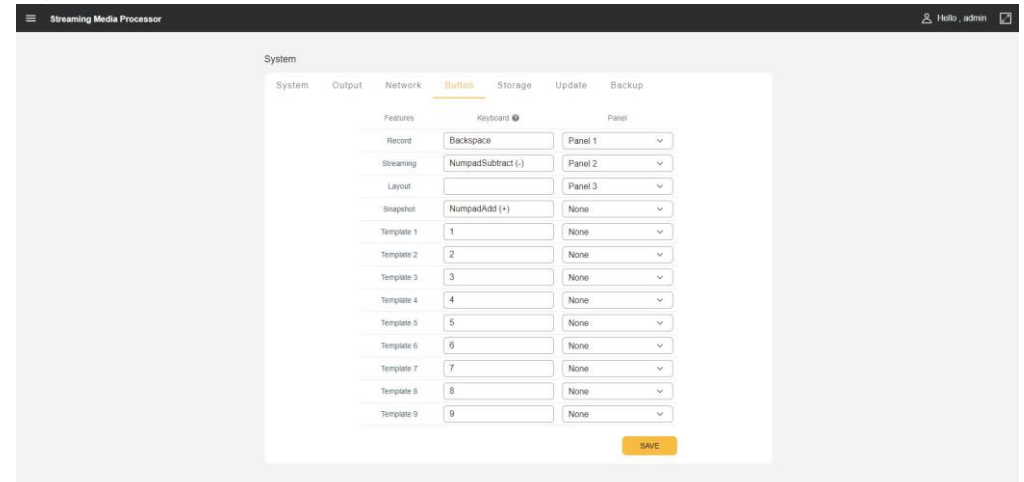 Streaming Media Processor Hello , admin
System
System Output Network Button Storage Update Backup
Features Keyboard Panel
Record Backspace Panel 1
Streaming NumpadSubtract (-) Panel 2
Layout Panel 3
Snapshot NumpadAdd (+) None
Template 1 1 None
Template 2 2 None
Template 3 3 None
Template 4 4 None
Template 5 5 None
Template 6 6 None
Template 7 7 None
Template 8 8 None
Template 9 9 None
SAVE